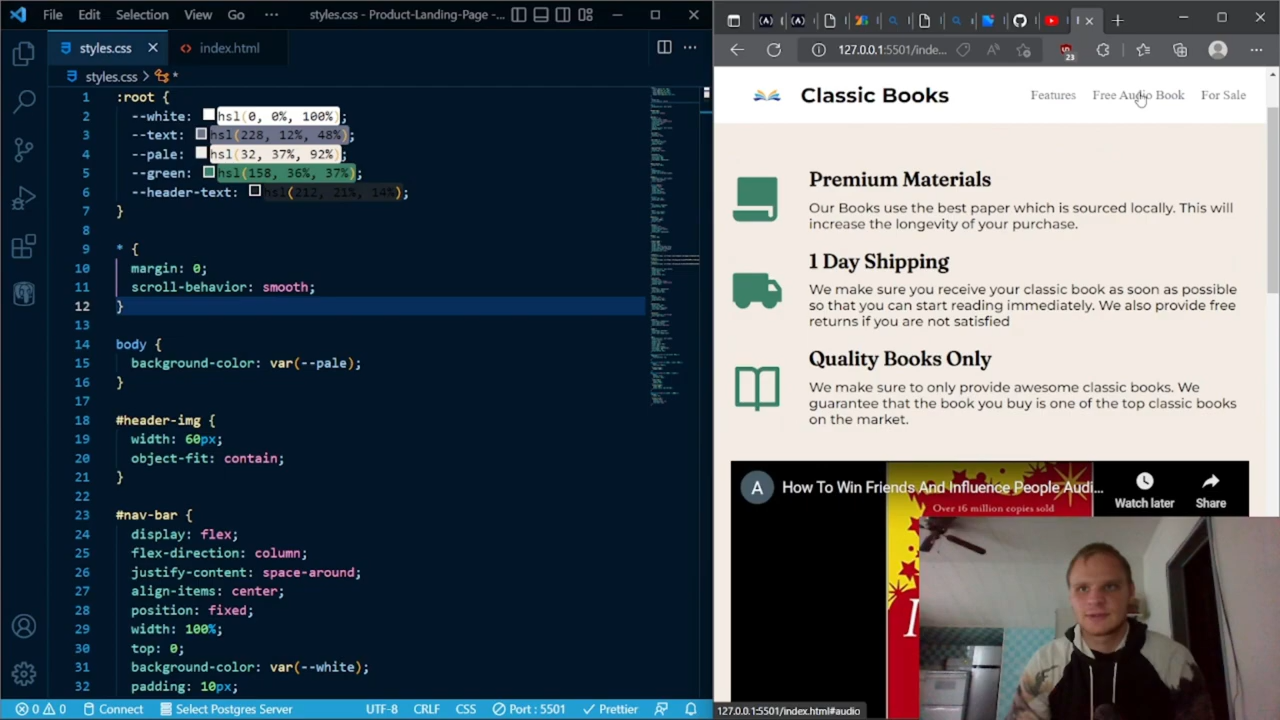 File Edit Selection View Go ··· styles.css - Product-Landing-Page -...
styles.css
index.html
styles.css > *
1 :root {
2 --white: hsl(0, 0%, 100%);
3 --text: hsl(228, 12%, 48%);
4 --pale: hsl(32, 37%, 92%);
5 --green: hsl(158, 36%, 37%);
6 --header-text: hsl(212, 21%, 14%);
7 }
8
9 * {
10 margin: 0;
11 scroll-behavior: smooth;
12 }
13
14 body {
15 background-color: var(--pale);
16 }
17
18 #header-img {
19 width: 60px;
20 object-fit: contain;
21 }
22
23 #nav-bar {
24 display: flex;
25 flex-direction: column;
26 justify-content: space-around;
27 align-items: center;
28 position: fixed;
29 width: 100%;
30 top: 0;
31 background-color: var(--white);
32 padding: 10px;
0 0 Connect Select Postgres Server UTF-8 CRLF CSS Port : 5501 Prettier
127.0.0.1:5501/inde...
23
Classic Books
Features Free Audio Book For Sale
Premium Materials
Our Books use the best paper which is sourced locally. This will
increase the longevity of your purchase.
1 Day Shipping
We make sure you receive your classic book as soon as possible
so that you can start reading immediately. We also provide free
returns if you are not satisfied
Quality Books Only
We make sure to only provide awesome classic books. We
guarantee that the book you buy is one of the top classic books
on the market.
A How To Win Friends And Influence People Audi...
Watch later Share
Over 16 million copies sold
127.0.0.1:5501/index.html#audio